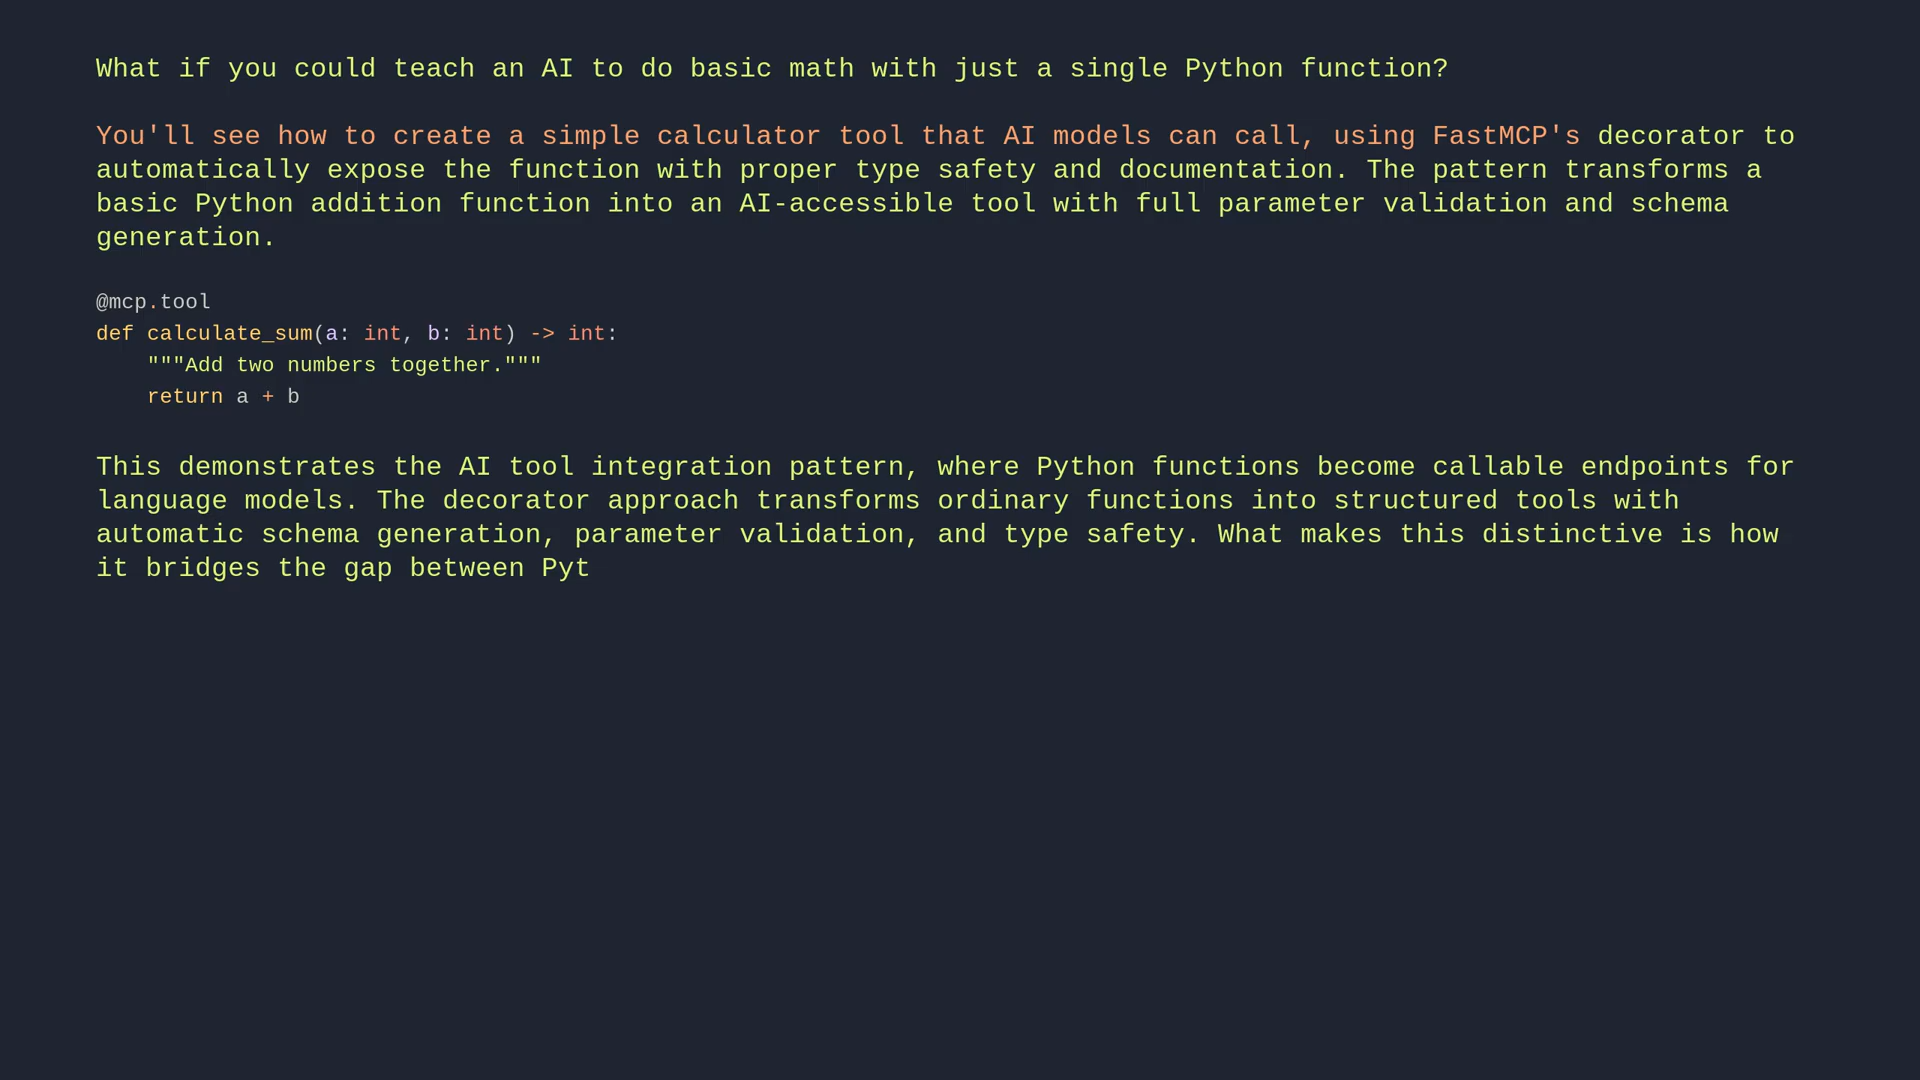 What if you could teach an AI to do basic math with just a single Python function?
You'll see how to create a simple calculator tool that AI models can call, using FastMCP's decorator to
automatically expose the function with proper type safety and documentation. The pattern transforms a
basic Python addition function into an AI-accessible tool with full parameter validation and schema
generation.
@mcp.tool
def calculate_sum(a: int, b: int) -> int:
    """Add two numbers together."""
    return a + b
This demonstrates the AI tool integration pattern, where Python functions become callable endpoints for
language models. The decorator approach transforms ordinary functions into structured tools with
automatic schema generation, parameter validation, and type safety. What makes this distinctive is how
it bridges the gap between Pyt